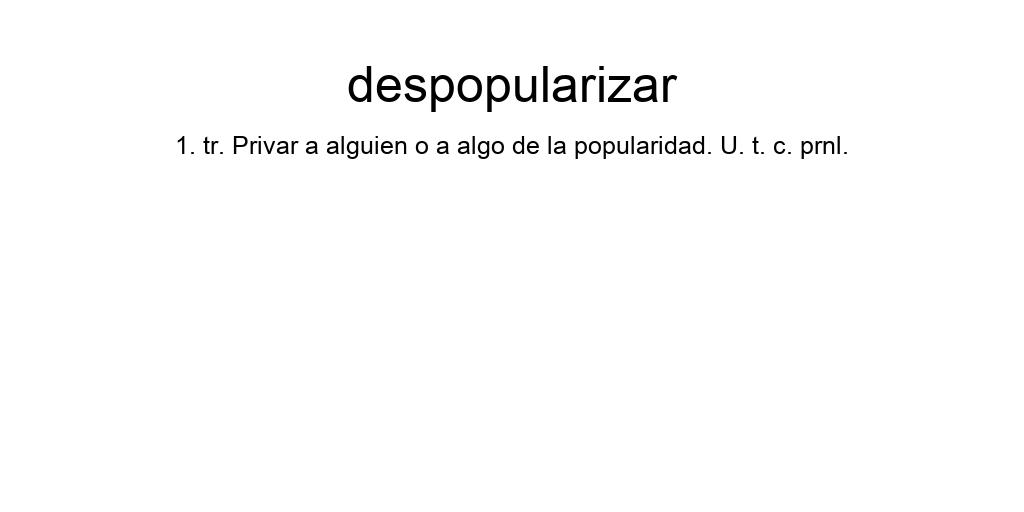 despopularizar
1. tr. Privar a alguien o a algo de la popularidad. U. t. c. prnl.